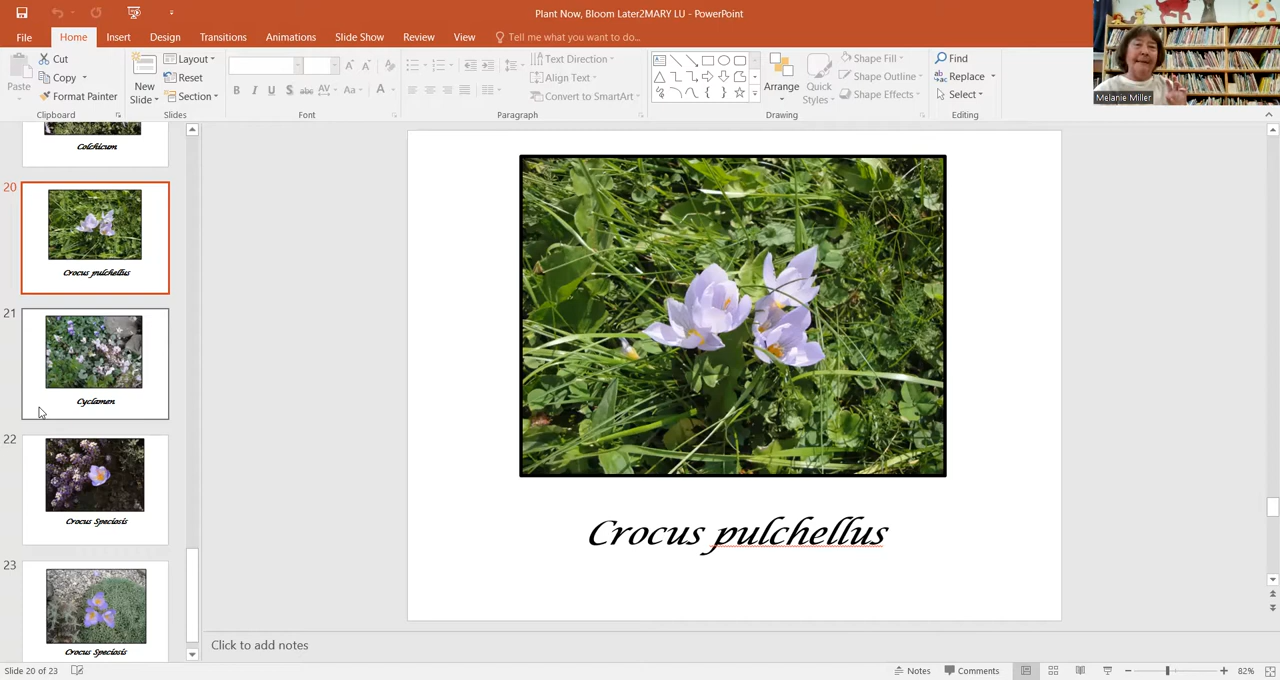 Plant Now, Bloom Later2MARY LU - PowerPoint
File Home Insert Design Transitions Animations Slide Show Review View Tell me what you want to do...
Paste
Cut
Copy
Format Painter
Clipboard
New Slide
Layout
Reset
Section
Slides
B I U S abc AV Aa A
Font
Text Direction
Align Text
Convert to SmartArt
Paragraph
Arrange
Quick Styles
Shape Fill
Shape Outline
Shape Effects
Drawing
Find
Replace
Select
Editing
Melanie Miller
Colchicum
20
Crocus pulchellus
21
Cyclamen
22
Crocus Speciosis
23
Crocus Speciosis
Crocus pulchellus
Click to add notes
Slide 20 of 23
Notes Comments 82%